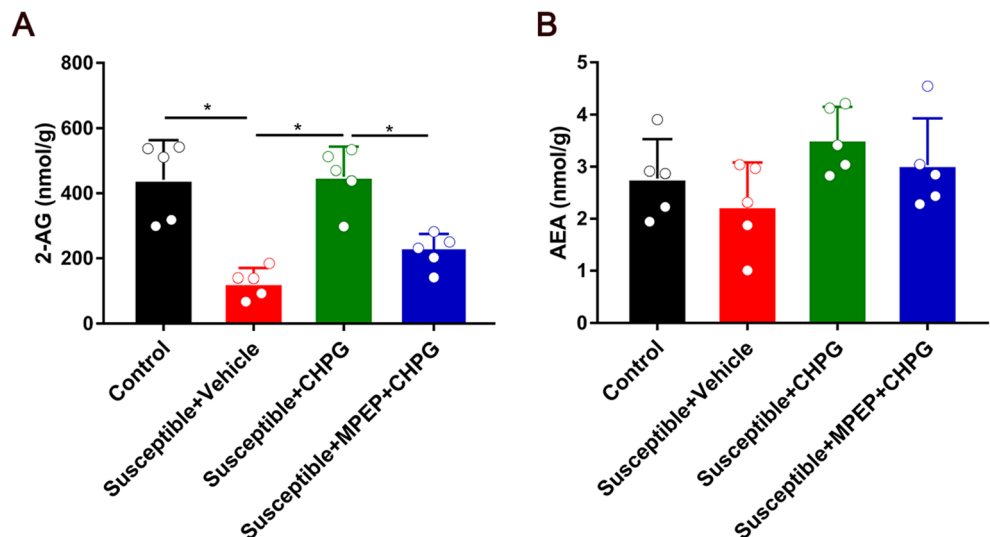 A
2-AG (nmol/g)
800
600
400
200
0
*
*
*
Control
Susceptible+Vehicle
Susceptible+CHPG
Susceptible+MPEP+CHPG
B
AEA (nmol/g)
5
4
3
2
1
0
Control
Susceptible+Vehicle
Susceptible+CHPG
Susceptible+MPEP+CHPG